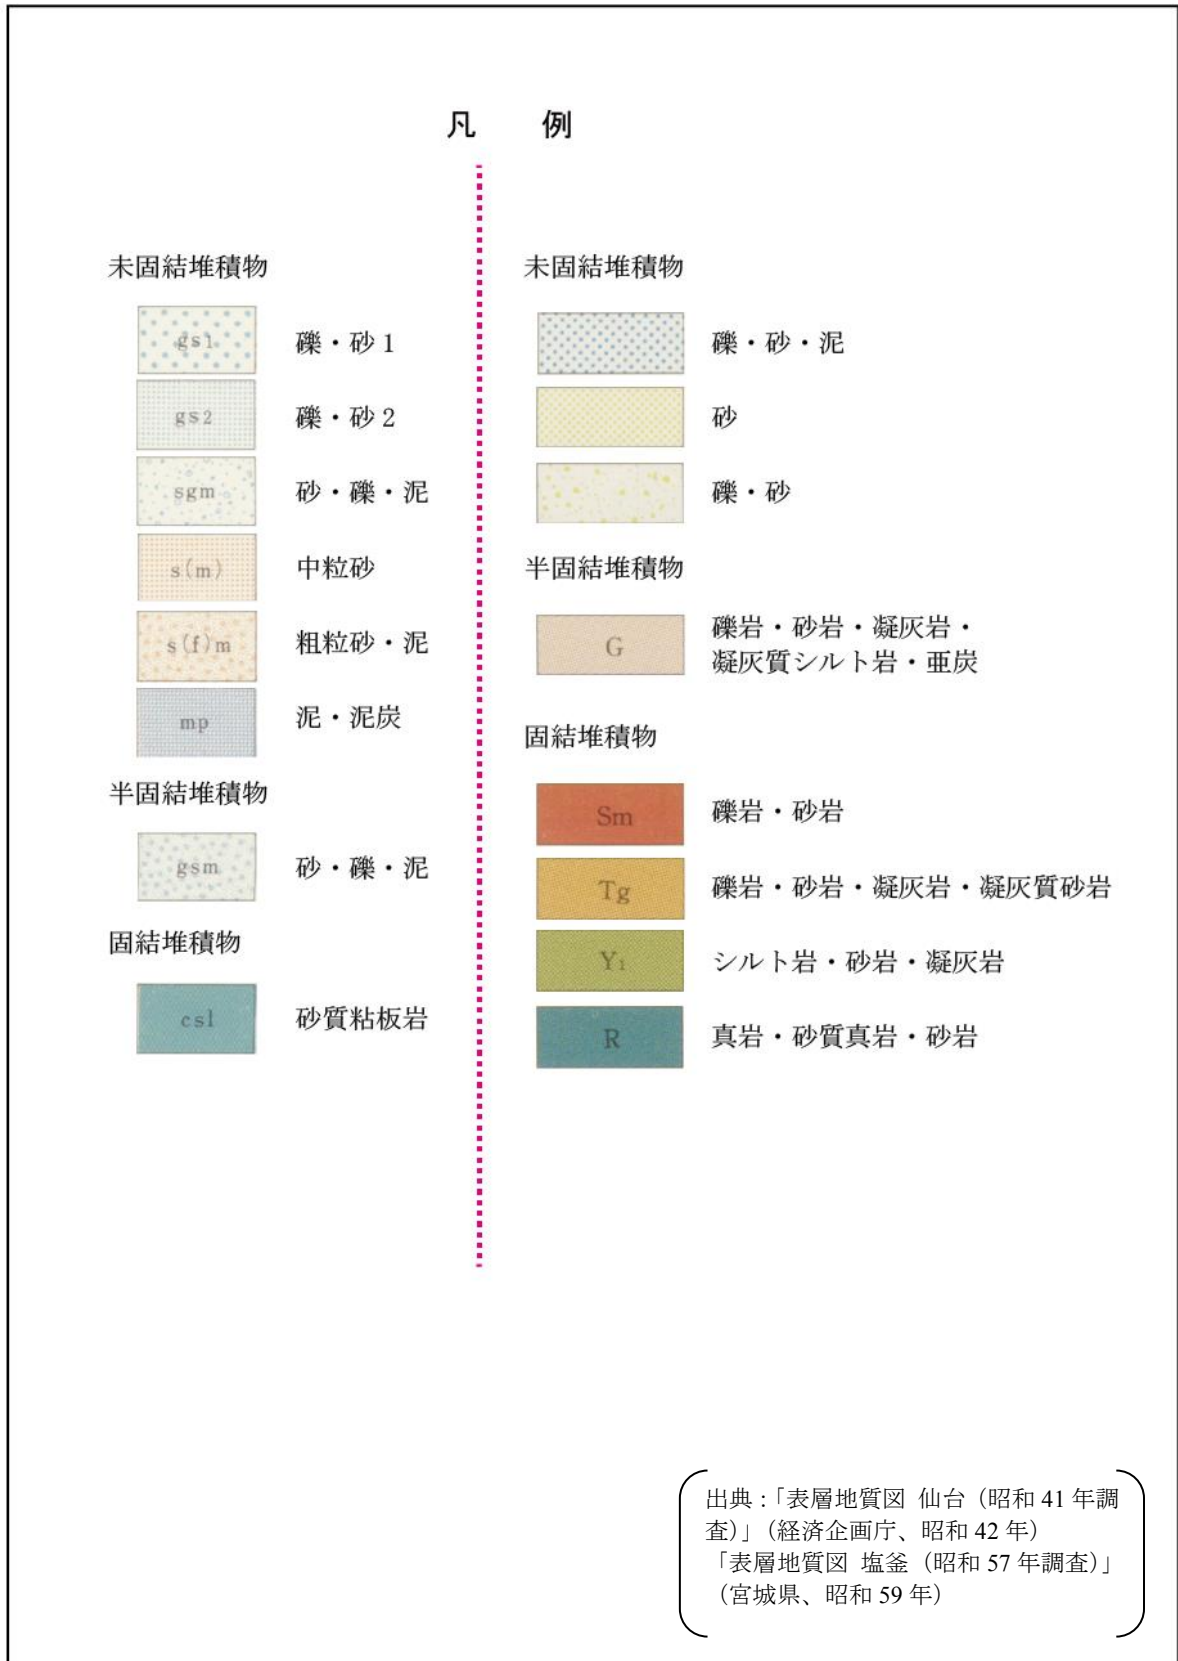 凡 例
未固結堆積物
gs1 礫・砂1
gs2 礫・砂2
sgm 砂・礫・泥
s(m) 中粒砂
s(f)m 粗粒砂・泥
mp 泥・泥炭
半固結堆積物
gsm 砂・礫・泥
固結堆積物
csl 砂質粘板岩
未固結堆積物
礫・砂・泥
砂
礫・砂
半固結堆積物
G 礫岩・砂岩・凝灰岩・
凝灰質シルト岩・亜炭
固結堆積物
Sm 礫岩・砂岩
Tg 礫岩・砂岩・凝灰岩・凝灰質砂岩
Y1 シルト岩・砂岩・凝灰岩
R 真岩・砂質真岩・砂岩
出典:「表層地質図 仙台(昭和 41 年調
査)」(経済企画庁、昭和 42 年)
「表層地質図 塩釜(昭和 57 年調査)」
(宮城県、昭和 59 年)